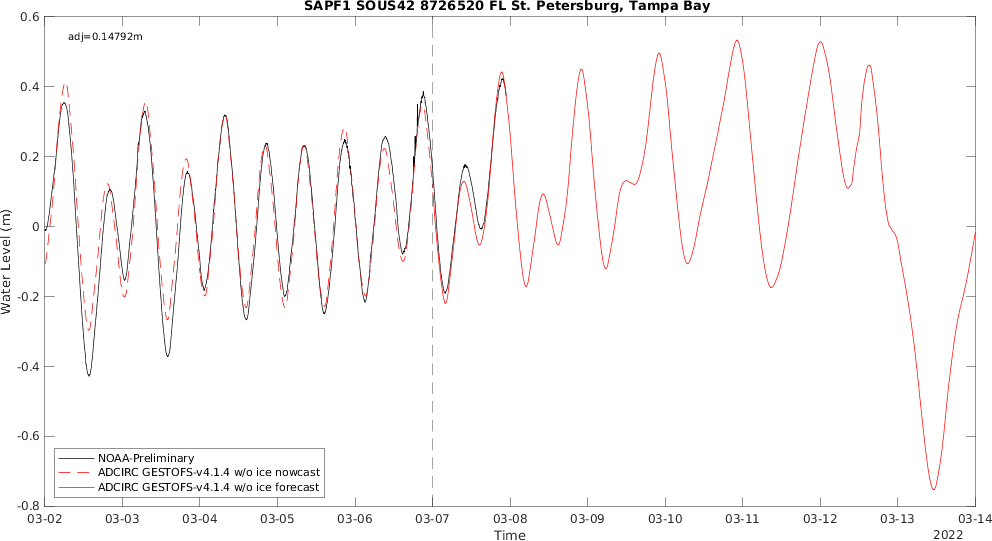 SAPF1 SOUS42 8726520 FL St. Petersburg, Tampa Bay
adj=0.14792m
0.6
0.4
0.2
0
-0.2
-0.4
-0.6
-0.8
Water Level (m)
NOAA-Preliminary
ADCIRC GESTOFS-v4.1.4 w/o ice nowcast
ADCIRC GESTOFS-v4.1.4 w/o ice forecast
03-02 03-03 03-04 03-05 03-06 03-07 03-08 03-09 03-10 03-11 03-12 03-13 03-14
Time
2022